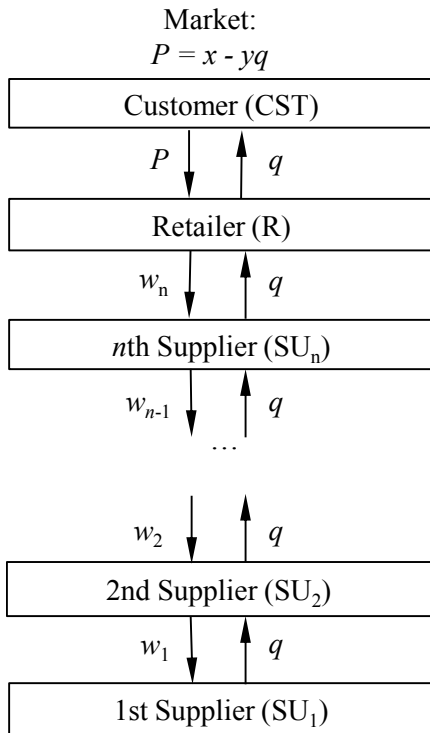 Market:
P = x - yq
Customer (CST)
P q
Retailer (R)
wₙ q
nth Supplier (SUₙ)
wₙ₋₁ q
...
w₂ q
2nd Supplier (SU₂)
w₁ q
1st Supplier (SU₁)